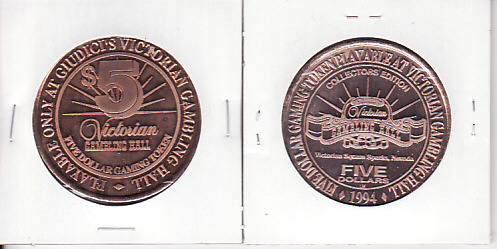 PLAYABLE ONLY AT GIUDICI'S VICTORIAN GAMBLING HALL
$5
Victorian
GAMBLING HALL
FIVE DOLLAR GAMING TOKEN
FIVE DOLLAR GAMING TOKEN PLAYABLE AT VICTORIAN GAMBLING HALL
COLLECTORS EDITION
Victorian
GAMBLING HALL
Victorian Square Sparks, Nevada
FIVE
DOLLARS
1994